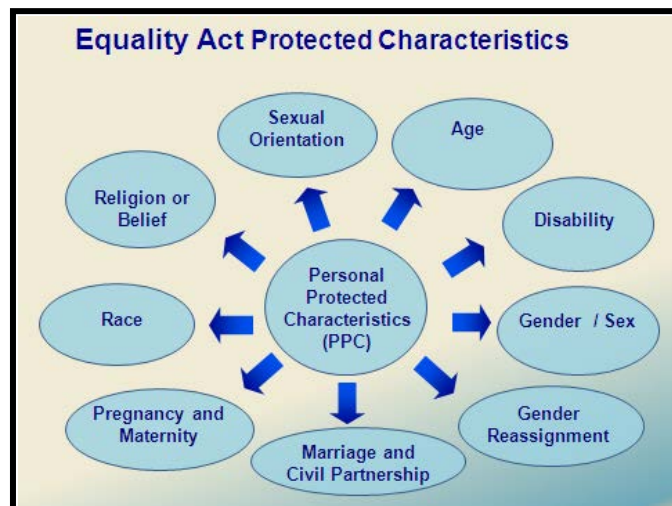 Equality Act Protected Characteristics
Sexual
Orientation
Age
Religion or
Belief
Disability
Personal
Protected
Characteristics
(PPC)
Race
Gender / Sex
Pregnancy and
Maternity
Gender
Reassignment
Marriage and
Civil Partnership